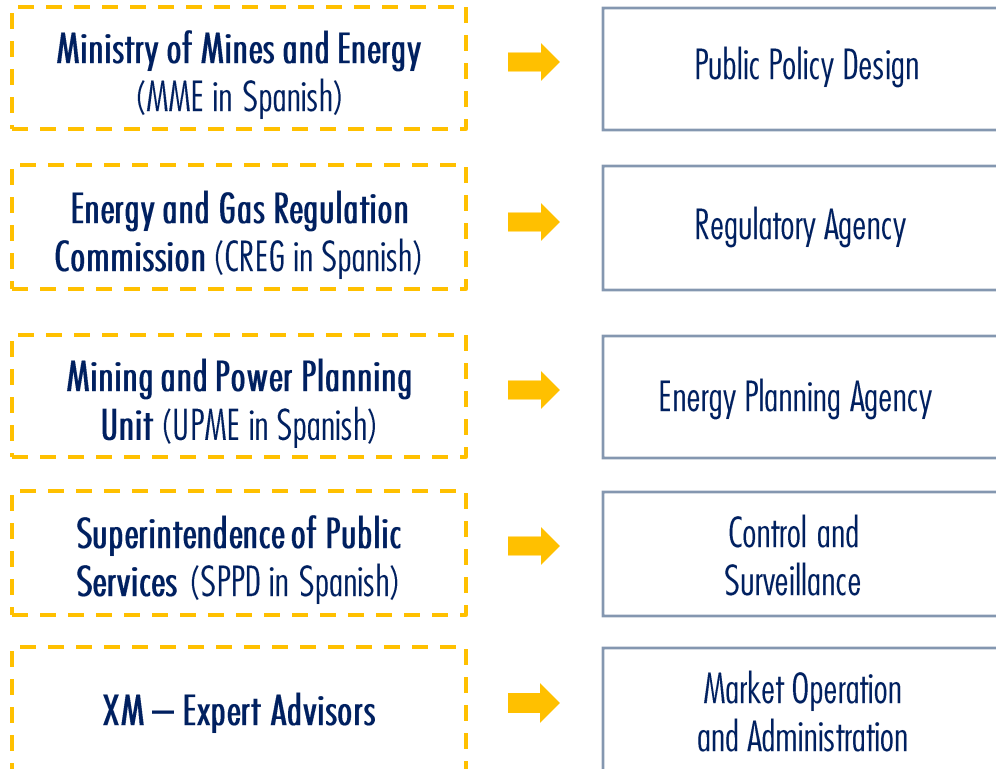 Ministry of Mines and Energy
(MME in Spanish)
Public Policy Design
Energy and Gas Regulation
Commission (CREG in Spanish)
Regulatory Agency
Mining and Power Planning
Unit (UPME in Spanish)
Energy Planning Agency
Superintendence of Public
Services (SPPD in Spanish)
Control and
Surveillance
XM – Expert Advisors
Market Operation
and Administration